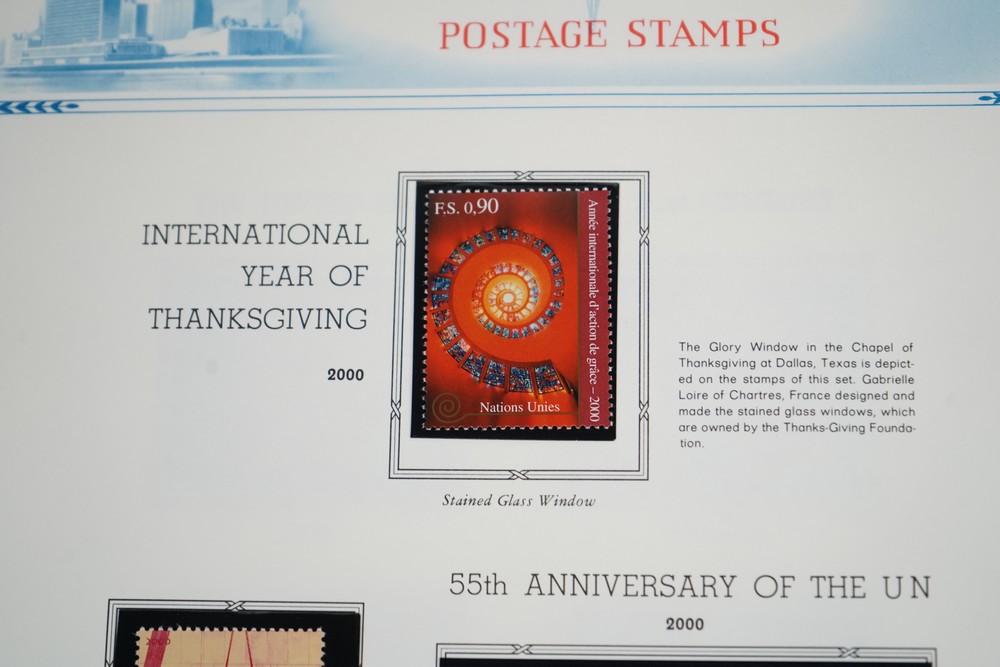 POSTAGE STAMPS
INTERNATIONAL
YEAR OF
THANKSGIVING
2000
F.S. 0,90
Année internationale d'action de grâce – 2000
Nations Unies
Stained Glass Window
The Glory Window in the Chapel of
Thanksgiving at Dallas, Texas is depict-
ed on the stamps of this set. Gabrielle
Loire of Chartres, France designed and
made the stained glass windows, which
are owned by the Thanks-Giving Founda-
tion.
55th ANNIVERSARY OF THE UN
2000
2000